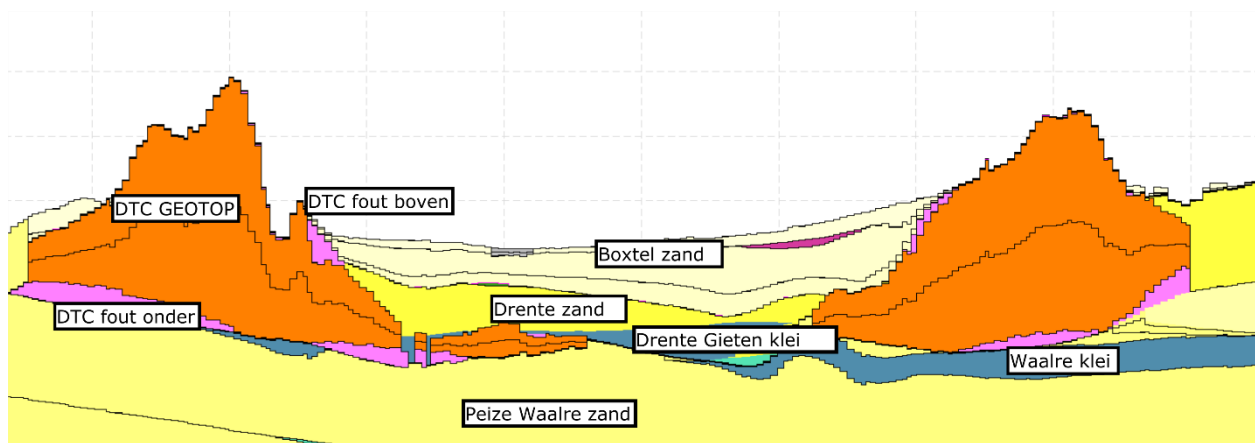 DTC GEOTOP
DTC fout boven
Boxtel zand
DTC fout onder
Drente zand
Drente Gieten klei
Waalre klei
Peize Waalre zand